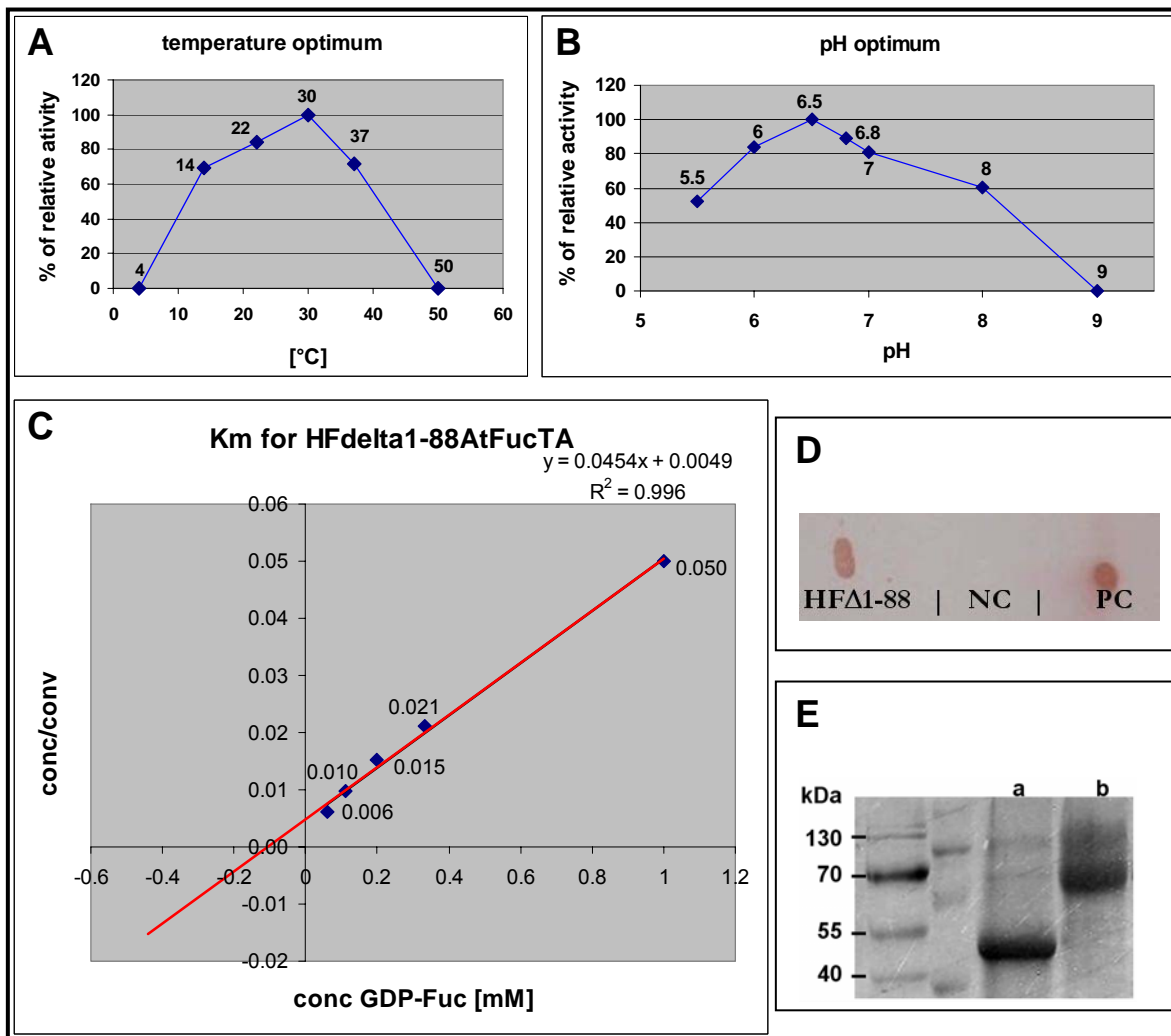 A
temperature optimum
% of relative ativity
120
100
80
60
40
20
0
4
14
22
30
37
50
0 10 20 30 40 50 60
[°C]
B
pH optimum
% of relative activity
120
100
80
60
40
20
0
5.5
6
6.5
6.8
7
8
9
5 6 7 8 9
pH
C
Km for HFdelta1-88AtFucTA
y = 0.0454x + 0.0049
R² = 0.996
conc/conv
0.06
0.05
0.04
0.03
0.02
0.01
0.00
-0.01
-0.02
0.050
0.021
0.015
0.010
0.006
-0.6 -0.4 -0.2 0 0.2 0.4 0.6 0.8 1 1.2
conc GDP-Fuc [mM]
D
HFΔ1-88 | NC | PC
E
a b
kDa
130
70
55
40